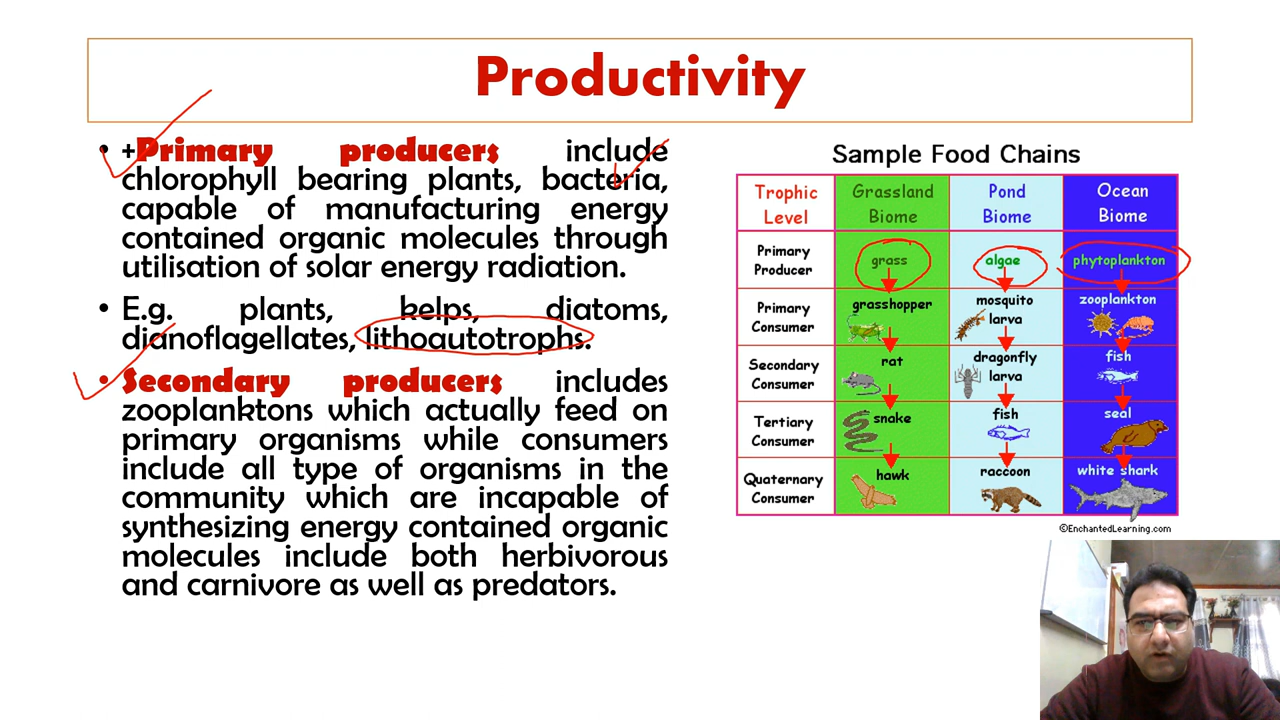 Productivity
• +Primary producers include
chlorophyll bearing plants, bacteria,
capable of manufacturing energy
contained organic molecules through
utilisation of solar energy radiation.
• E.g. plants, kelps, diatoms,
dianoflagellates, lithoautotrophs.
• Secondary producers includes
zooplanktons which actually feed on
primary organisms while consumers
include all type of organisms in the
community which are incapable of
synthesizing energy contained organic
molecules include both herbivorous
and carnivore as well as predators.
Sample Food Chains
Trophic Level
Grassland Biome
Pond Biome
Ocean Biome
Primary Producer
grass
algae
phytoplankton
Primary Consumer
grasshopper
mosquito larva
zooplankton
Secondary Consumer
rat
dragonfly larva
fish
Tertiary Consumer
snake
fish
seal
Quaternary Consumer
hawk
raccoon
white shark
©EnchantedLearning.com